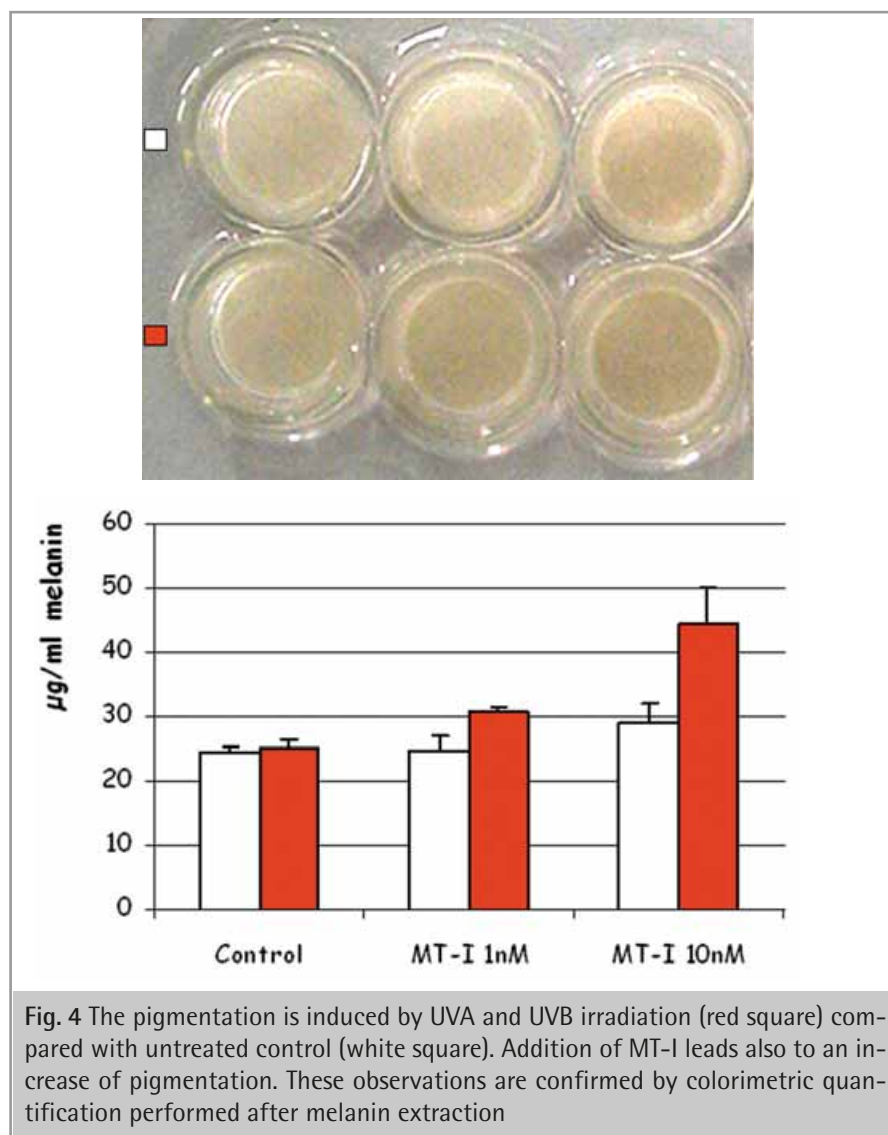 60
50
40
30
20
10
0
µg/ml melanin
Control MT-I 1nM MT-I 10nM
Fig. 4 The pigmentation is induced by UVA and UVB irradiation (red square) com-
pared with untreated control (white square). Addition of MT-I leads also to an in-
crease of pigmentation. These observations are confirmed by colorimetric quan-
tification performed after melanin extraction